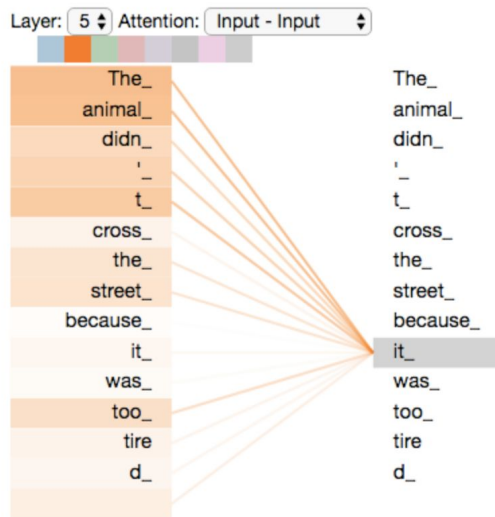 Layer: 5 Attention: Input - Input
The_ The_
animal_ animal_
didn_ didn_
'_ '_
t_ t_
cross_ cross_
the_ the_
street_ street_
because_ because_
it_ it_
was_ was_
too_ too_
tire tire
d_ d_